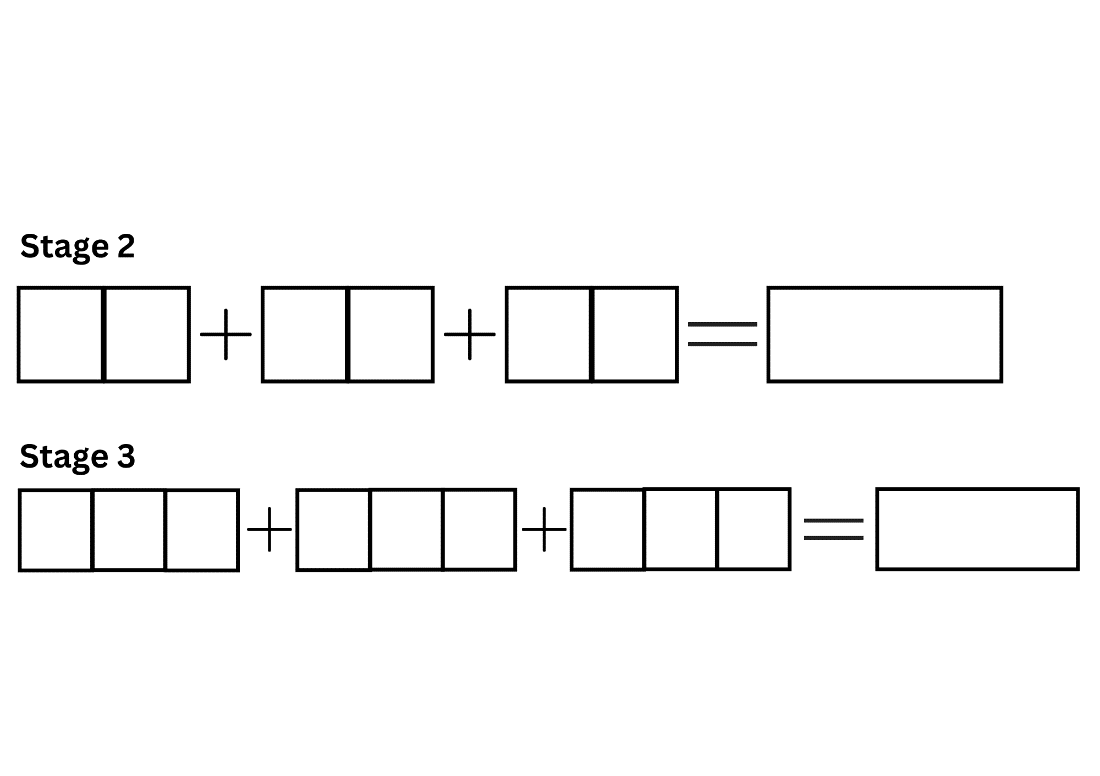 Stage 2
+ + =
Stage 3
+ + =